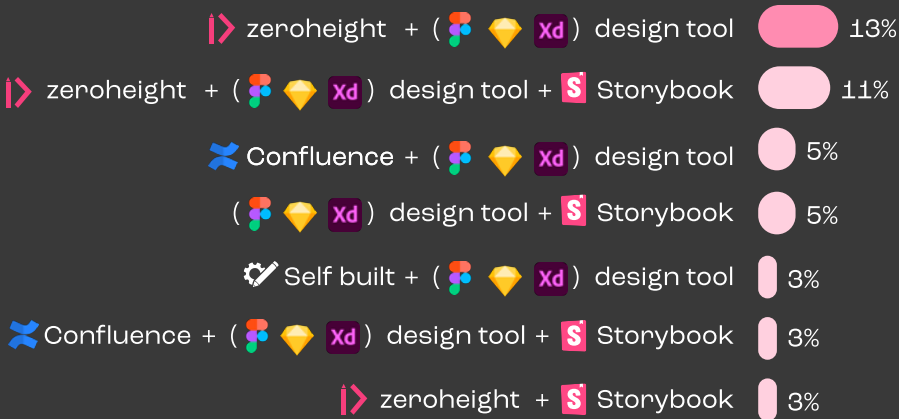 zeroheight + ( Xd ) design tool 13%
zeroheight + ( Xd ) design tool + S Storybook 11%
Confluence + ( Xd ) design tool 5%
( Xd ) design tool + S Storybook 5%
Self built + ( Xd ) design tool 3%
Confluence + ( Xd ) design tool + S Storybook 3%
zeroheight + S Storybook 3%